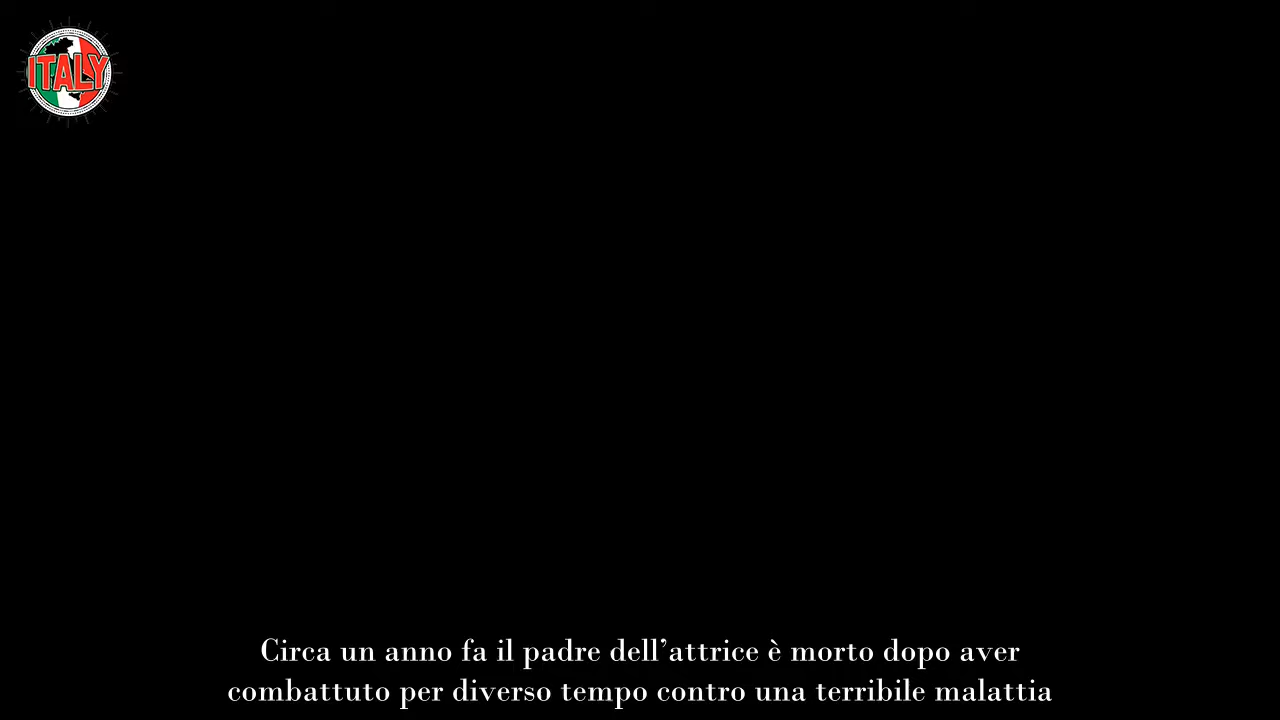 ITALY
Circa un anno fa il padre dell’attrice è morto dopo aver
combattuto per diverso tempo contro una terribile malattia